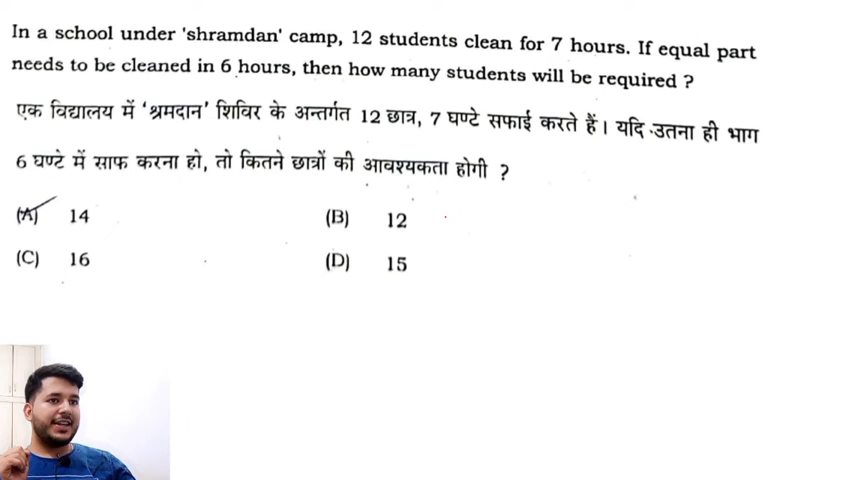 In a school under 'shramdan' camp, 12 students clean for 7 hours. If equal part
needs to be cleaned in 6 hours, then how many students will be required ?
एक विद्यालय में 'श्रमदान' शिविर के अन्तर्गत 12 छात्र, 7 घण्टे सफाई करते हैं। यदि उतना ही भाग
6 घण्टे में साफ करना हो, तो कितने छात्रों की आवश्यकता होगी ?
(A) 14 (B) 12
(C) 16 (D) 15